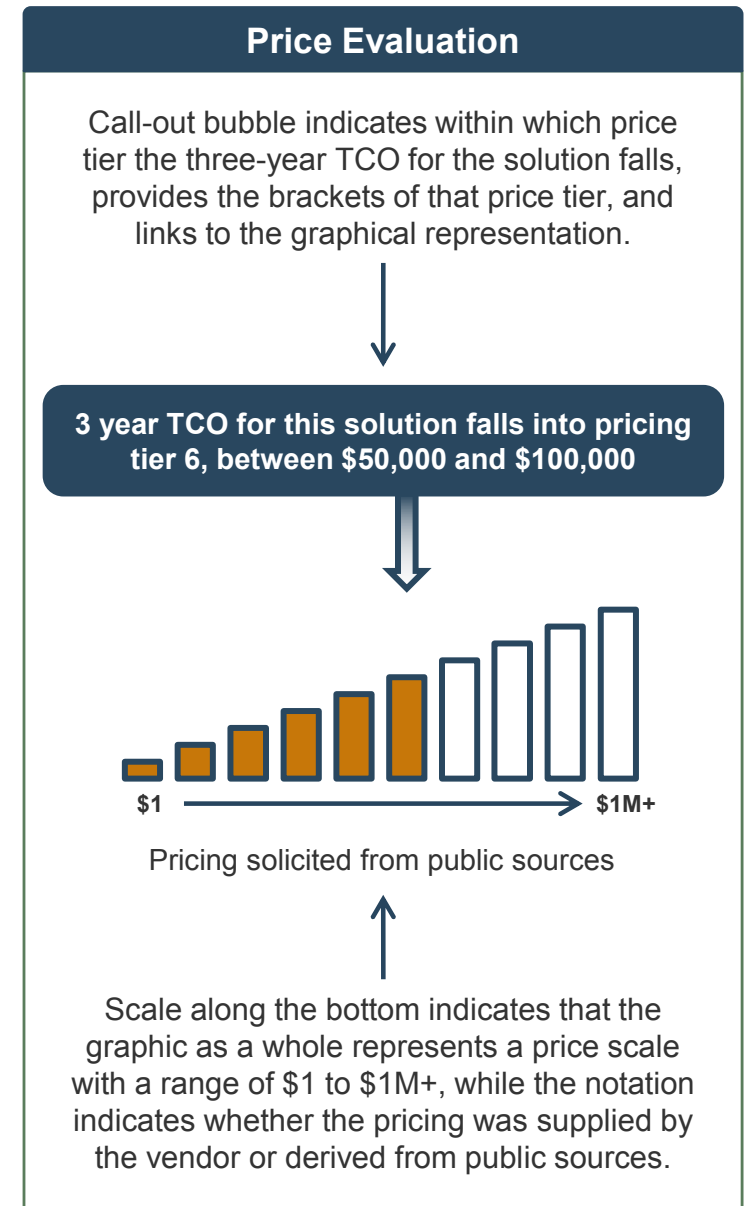 Price Evaluation
Call-out bubble indicates within which price
tier the three-year TCO for the solution falls,
provides the brackets of that price tier, and
links to the graphical representation.
3 year TCO for this solution falls into pricing
tier 6, between $50,000 and $100,000
$1 $1M+
Pricing solicited from public sources
Scale along the bottom indicates that the
graphic as a whole represents a price scale
with a range of $1 to $1M+, while the notation
indicates whether the pricing was supplied by
the vendor or derived from public sources.